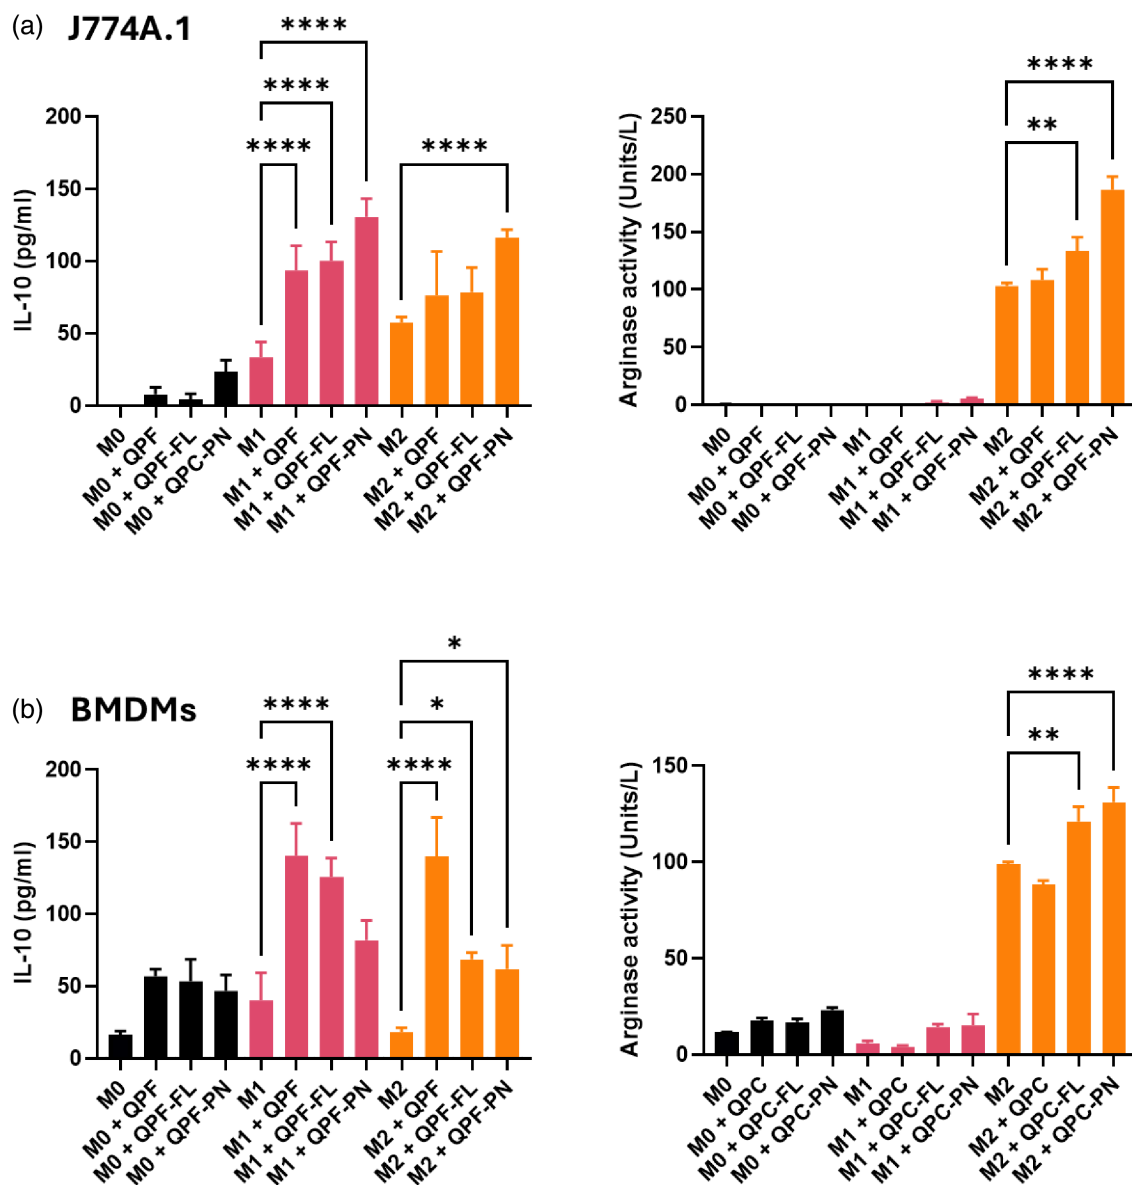 (a) J774A.1
****
****
****
****
200
150
100
50
0
IL-10 (pg/ml)
M0
M0 + QPF
M0 + QPF-FL
M0 + QPC-PN
M1
M1 + QPF
M1 + QPF-FL
M1 + QPF-PN
M2
M2 + QPF
M2 + QPF-FL
M2 + QPF-PN
****
**
250
200
150
100
50
0
Arginase activity (Units/L)
M0
M0 + QPF
M0 + QPF-FL
M0 + QPF-PN
M1
M1 + QPF
M1 + QPF-FL
M1 + QPF-PN
M2
M2 + QPF
M2 + QPF-FL
M2 + QPF-PN
(b) BMDMs
*
****
*
****
****
200
150
100
50
0
IL-10 (pg/ml)
M0
M0 + QPF
M0 + QPF-FL
M0 + QPF-PN
M1
M1 + QPF
M1 + QPF-FL
M1 + QPF-PN
M2
M2 + QPF
M2 + QPF-FL
M2 + QPF-PN
****
**
150
100
50
0
Arginase activity (Units/L)
M0
M0 + QPC
M0 + QPC-FL
M0 + QPC-PN
M1
M1 + QPC
M1 + QPC-FL
M1 + QPC-PN
M2
M2 + QPC
M2 + QPC-FL
M2 + QPC-PN